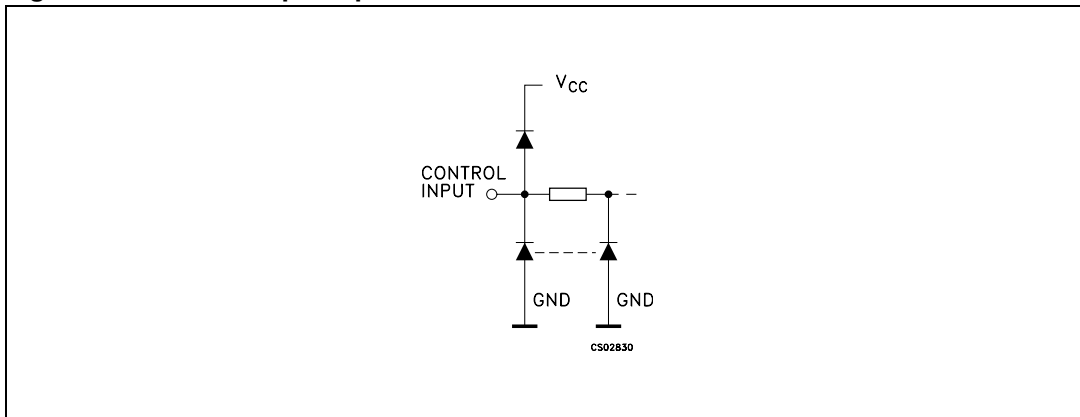 VCC
CONTROL
INPUT
GND GND
CS02830